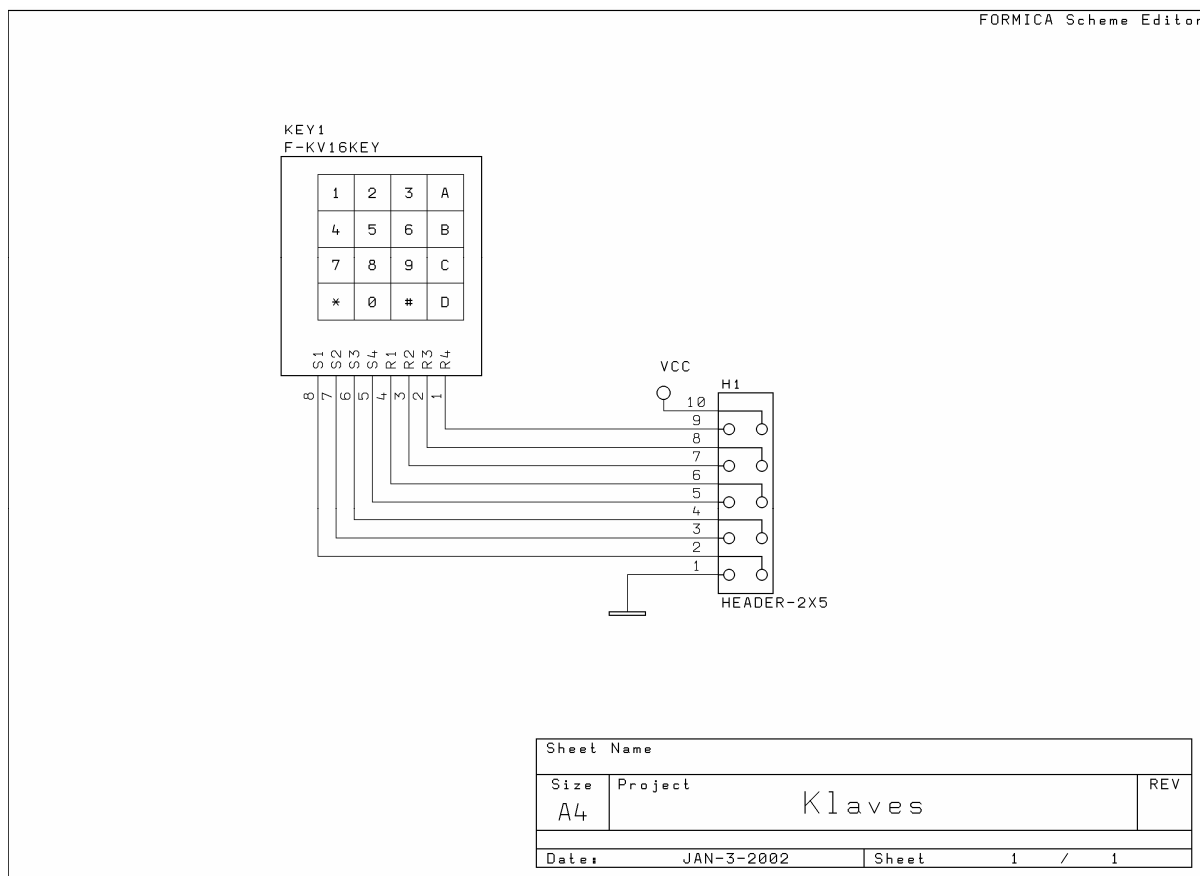 FORMICA Scheme Editor
KEY1
F-KV16KEY
1 2 3 A
4 5 6 B
7 8 9 C
* 0 # D
S1 S2 S3 S4 R1 R2 R3 R4
8 7 6 5 4 3 2 1
VCC
H1
10
9
8
7
6
5
4
3
2
1
HEADER-2X5
Sheet Name
Size Project REV
A4 Klaves
Date: JAN-3-2002 Sheet 1 / 1